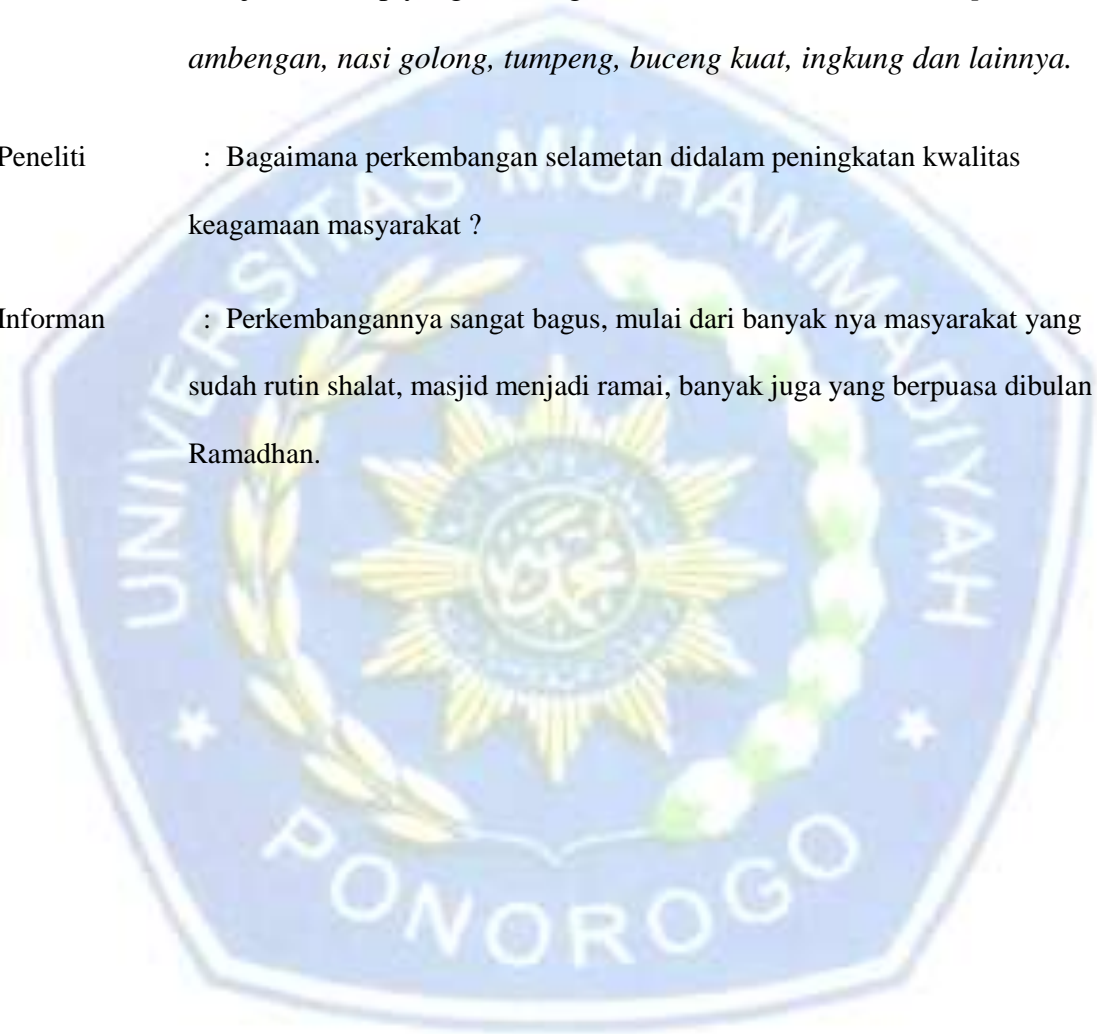 ambengan, nasi golong, tumpeng, buceng kuat, ingkung dan lainnya.
Peneliti : Bagaimana perkembangan selametan didalam peningkatan kwalitas
keagamaan masyarakat ?
Informan : Perkembangannya sangat bagus, mulai dari banyak nya masyarakat yang
sudah rutin shalat, masjid menjadi ramai, banyak juga yang berpuasa dibulan
Ramadhan.
UNIVERSITAS MUHAMMADIYAH
PONOROGO